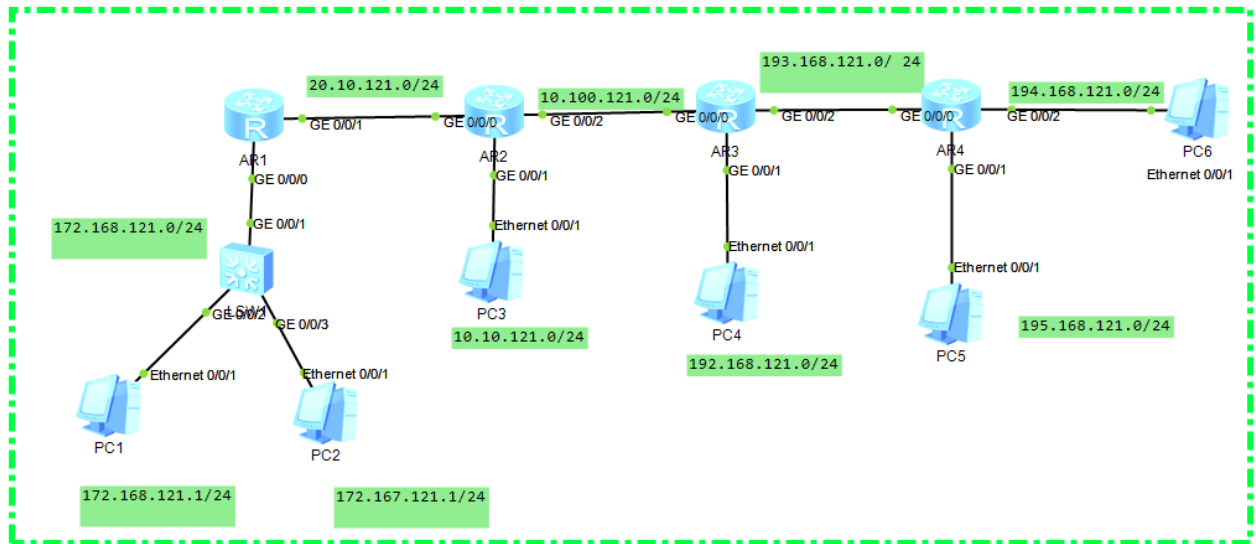 193.168.121.0/ 24
20.10.121.0/24
10.100.121.0/24
194.168.121.0/24
GE 0/0/1
GE 0/0/0
GE 0/0/2
GE 0/0/0
GE 0/0/2
GE 0/0/0
GE 0/0/2
R
R
R
R
AR1
AR2
AR3
AR4
PC6
Ethernet 0/0/1
GE 0/0/0
GE 0/0/1
GE 0/0/1
GE 0/0/1
172.168.121.0/24
GE 0/0/1
Ethernet 0/0/1
Ethernet 0/0/1
Ethernet 0/0/1
LSW1
GE 0/0/2
GE 0/0/3
PC3
PC4
PC5
10.10.121.0/24
192.168.121.0/24
195.168.121.0/24
Ethernet 0/0/1
Ethernet 0/0/1
PC1
PC2
172.168.121.1/24
172.167.121.1/24